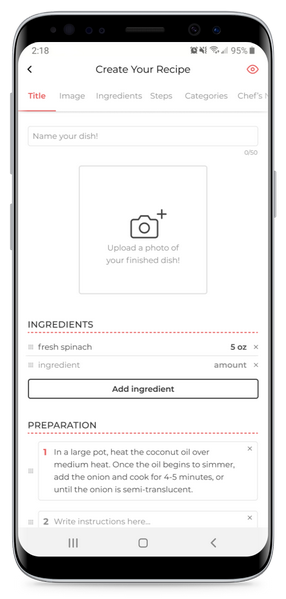 2:18 95%
Create Your Recipe
Title Image Ingredients Steps Categories Chef's
Name your dish!
0/50
Upload a photo of
your finished dish!
INGREDIENTS
fresh spinach 5 oz ×
ingredient amount ×
Add ingredient
PREPARATION
1 In a large pot, heat the coconut oil over ×
medium heat. Once the oil begins to simmer,
add the onion and cook for 4-5 minutes, or
until the onion is semi-translucent.
2 Write instructions here... ×